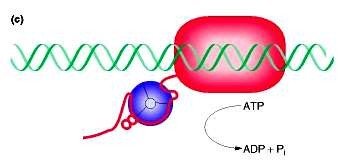 (c)
ATP
ADP + Pi